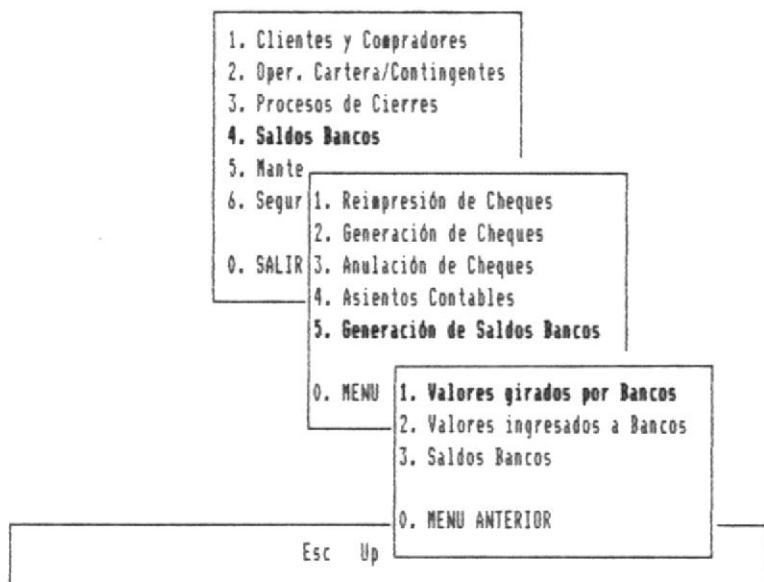 1. Clientes y Compradores
2. Oper. Cartera/Contingentes
3. Procesos de Cierres
4. Saldos Bancos
5. Mante
6. Segur
0. SALIR
1. Reimpresión de Cheques
2. Generación de Cheques
3. Anulación de Cheques
4. Asientos Contables
5. Generación de Saldos Bancos
0. MENU
1. Valores girados por Bancos
2. Valores ingresados a Bancos
3. Saldos Bancos
0. MENU ANTERIOR
Esc Up